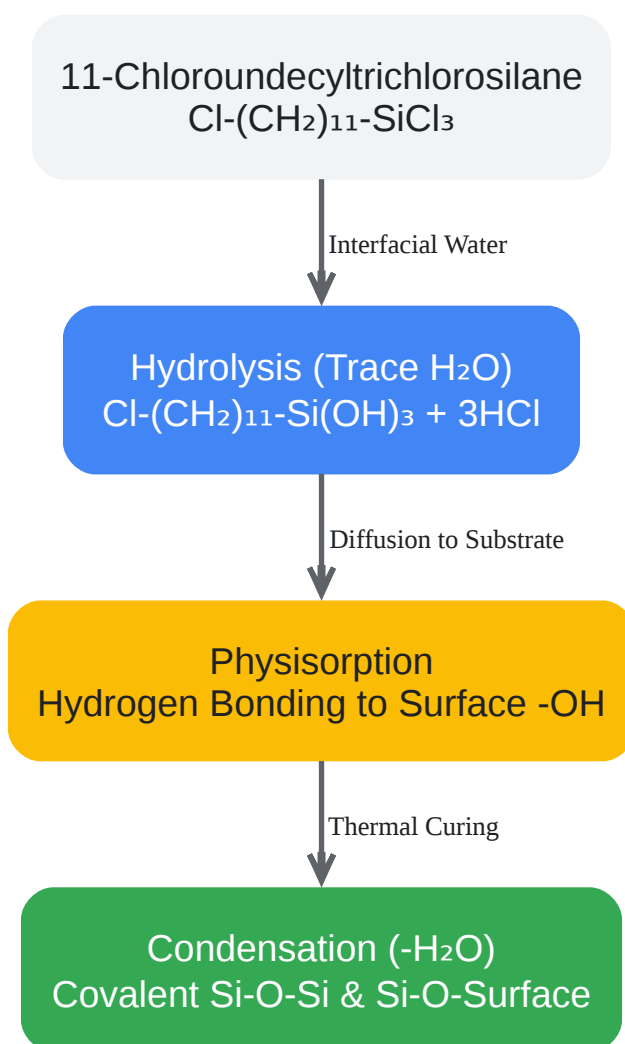 11-Chloroundecyltrichlorosilane
Cl-(CH₂)₁₁-SiCl₃
Interfacial Water
Hydrolysis (Trace H₂O)
Cl-(CH₂)₁₁-Si(OH)₃ + 3HCl
Diffusion to Substrate
Physisorption
Hydrogen Bonding to Surface -OH
Thermal Curing
Condensation (-H₂O)
Covalent Si-O-Si & Si-O-Surface